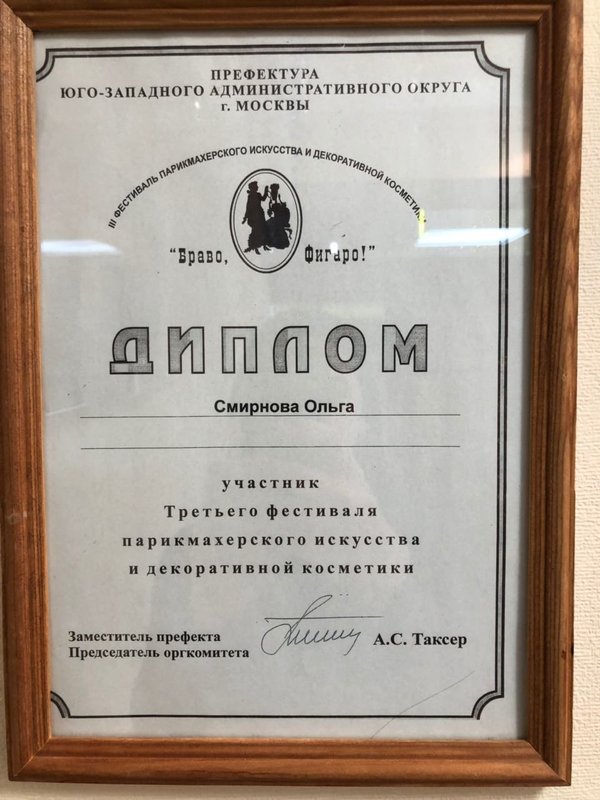 ПРЕФЕКТУРА
ЮГО-ЗАПАДНОГО АДМИНИСТРАТИВНОГО ОКРУГА
г. МОСКВЫ
III ФЕСТИВАЛЬ ПАРИКМАХЕРСКОГО ИСКУССТВА И ДЕКОРАТИВНОЙ КОСМЕТИКИ
"Браво, Фигаро!"
ДИПЛОМ
Смирнова Ольга
участник
Третьего фестиваля
парикмахерского искусства
и декоративной косметики
Заместитель префекта
Председатель оргкомитета
А.С. Таксер